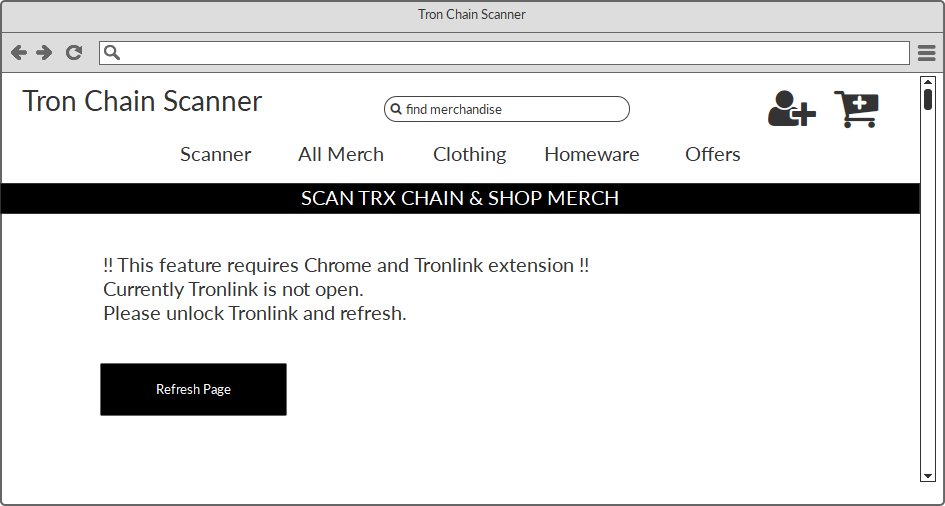 Tron Chain Scanner
Tron Chain Scanner
find merchandise
Scanner All Merch Clothing Homeware Offers
SCAN TRX CHAIN & SHOP MERCH
!! This feature requires Chrome and Tronlink extension !!
Currently Tronlink is not open.
Please unlock Tronlink and refresh.
Refresh Page